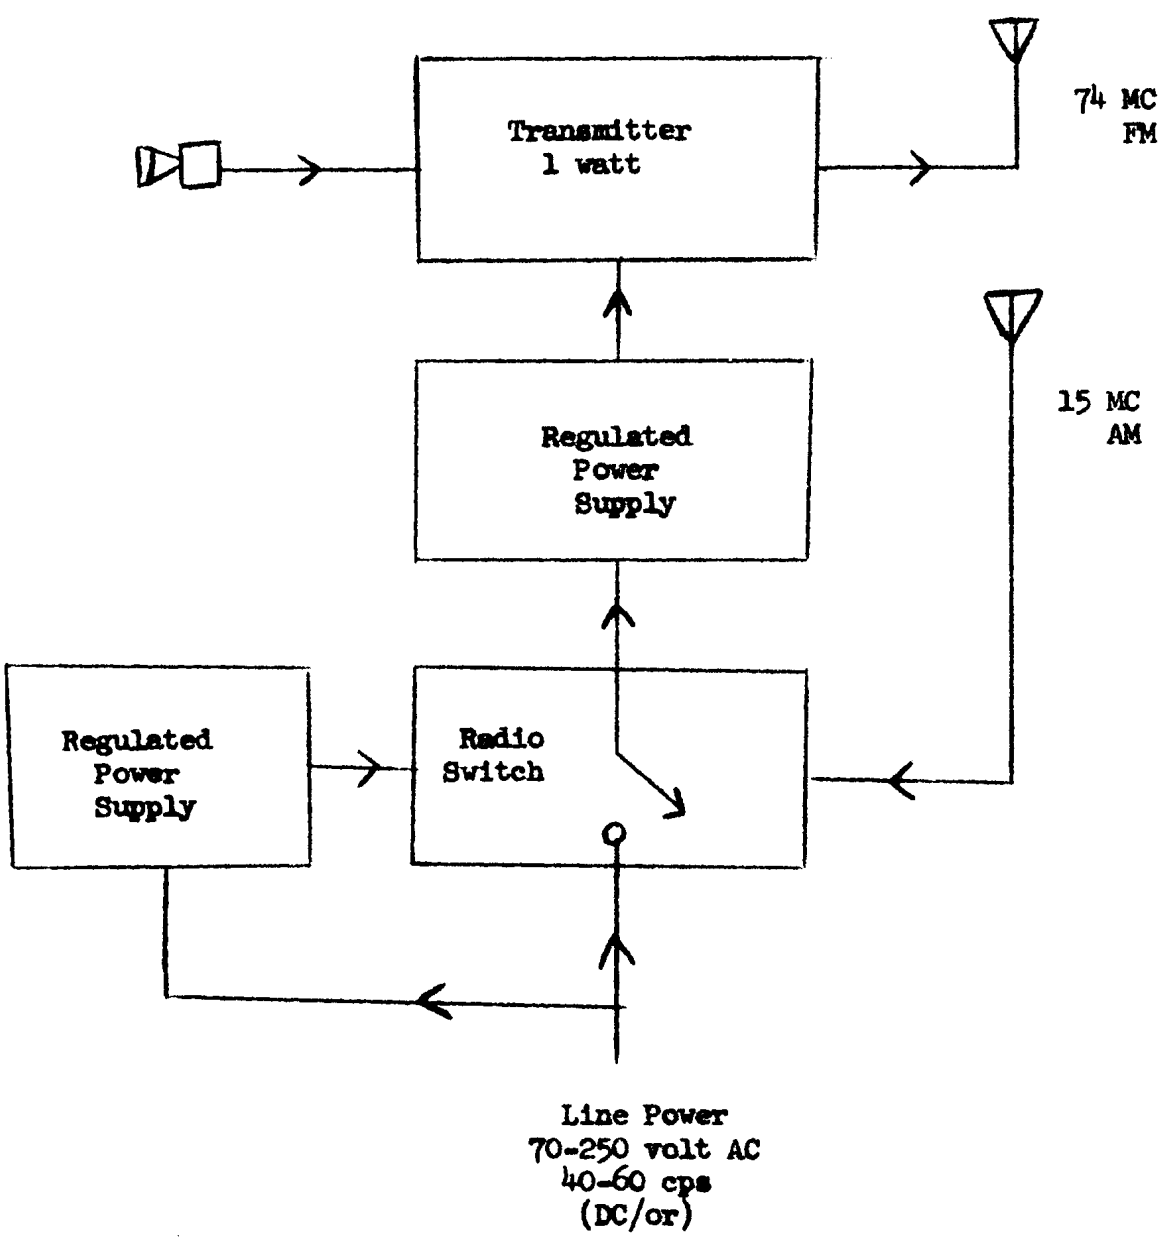 Transmitter
1 watt
74 MC
FM
Regulated
Power
Supply
15 MC
AM
Regulated
Power
Supply
Radio
Switch
Line Power
70-250 volt AC
40-60 cps
(DC/or)